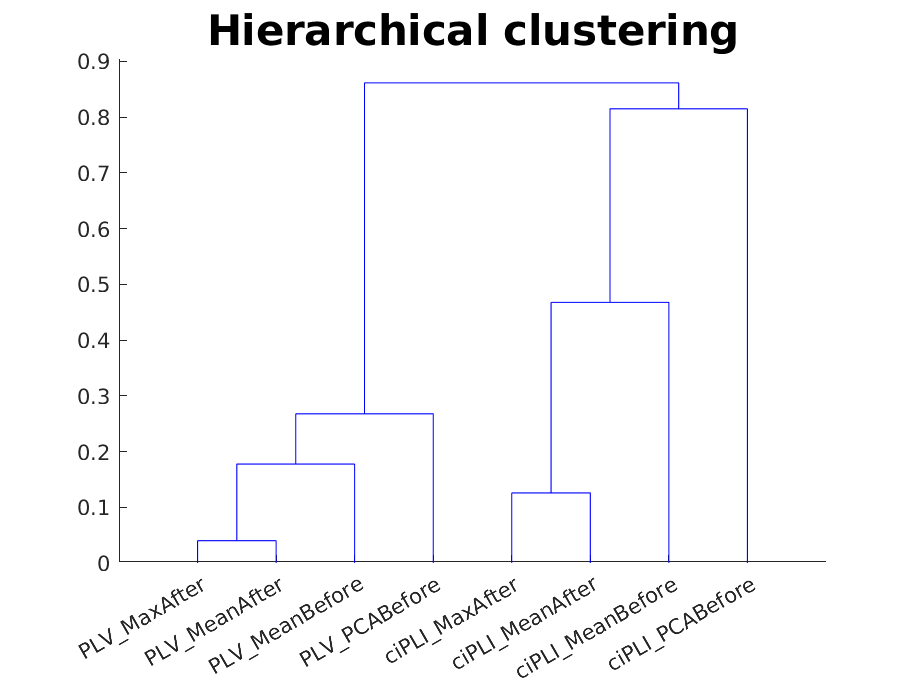 Hierarchical clustering
0.9
0.8
0.7
0.6
0.5
0.4
0.3
0.2
0.1
0
PLV_MaxAfter
PLV_MeanAfter
PLV_MeanBefore
PLV_PCABefore
ciPLI_MaxAfter
ciPLI_MeanAfter
ciPLI_MeanBefore
ciPLI_PCABefore